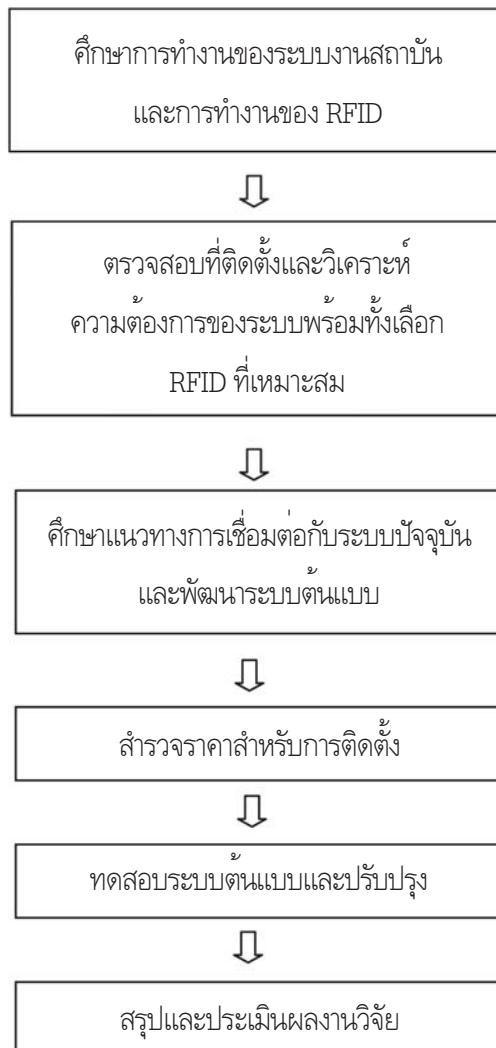 ศึกษาการทำงานของระบบงานสถาบัน
และการทำงานของ RFID
ตรวจสอบที่ติดตั้งและวิเคราะห์
ความต้องการของระบบพร้อมทั้งเลือก
RFID ที่เหมาะสม
ศึกษาแนวทางการเชื่อมต่อกับระบบปัจจุบัน
และพัฒนาระบบต้นแบบ
สำรวจราคาสำหรับการติดตั้ง
ทดสอบระบบต้นแบบและปรับปรุง
สรุปและประเมินผลงานวิจัย